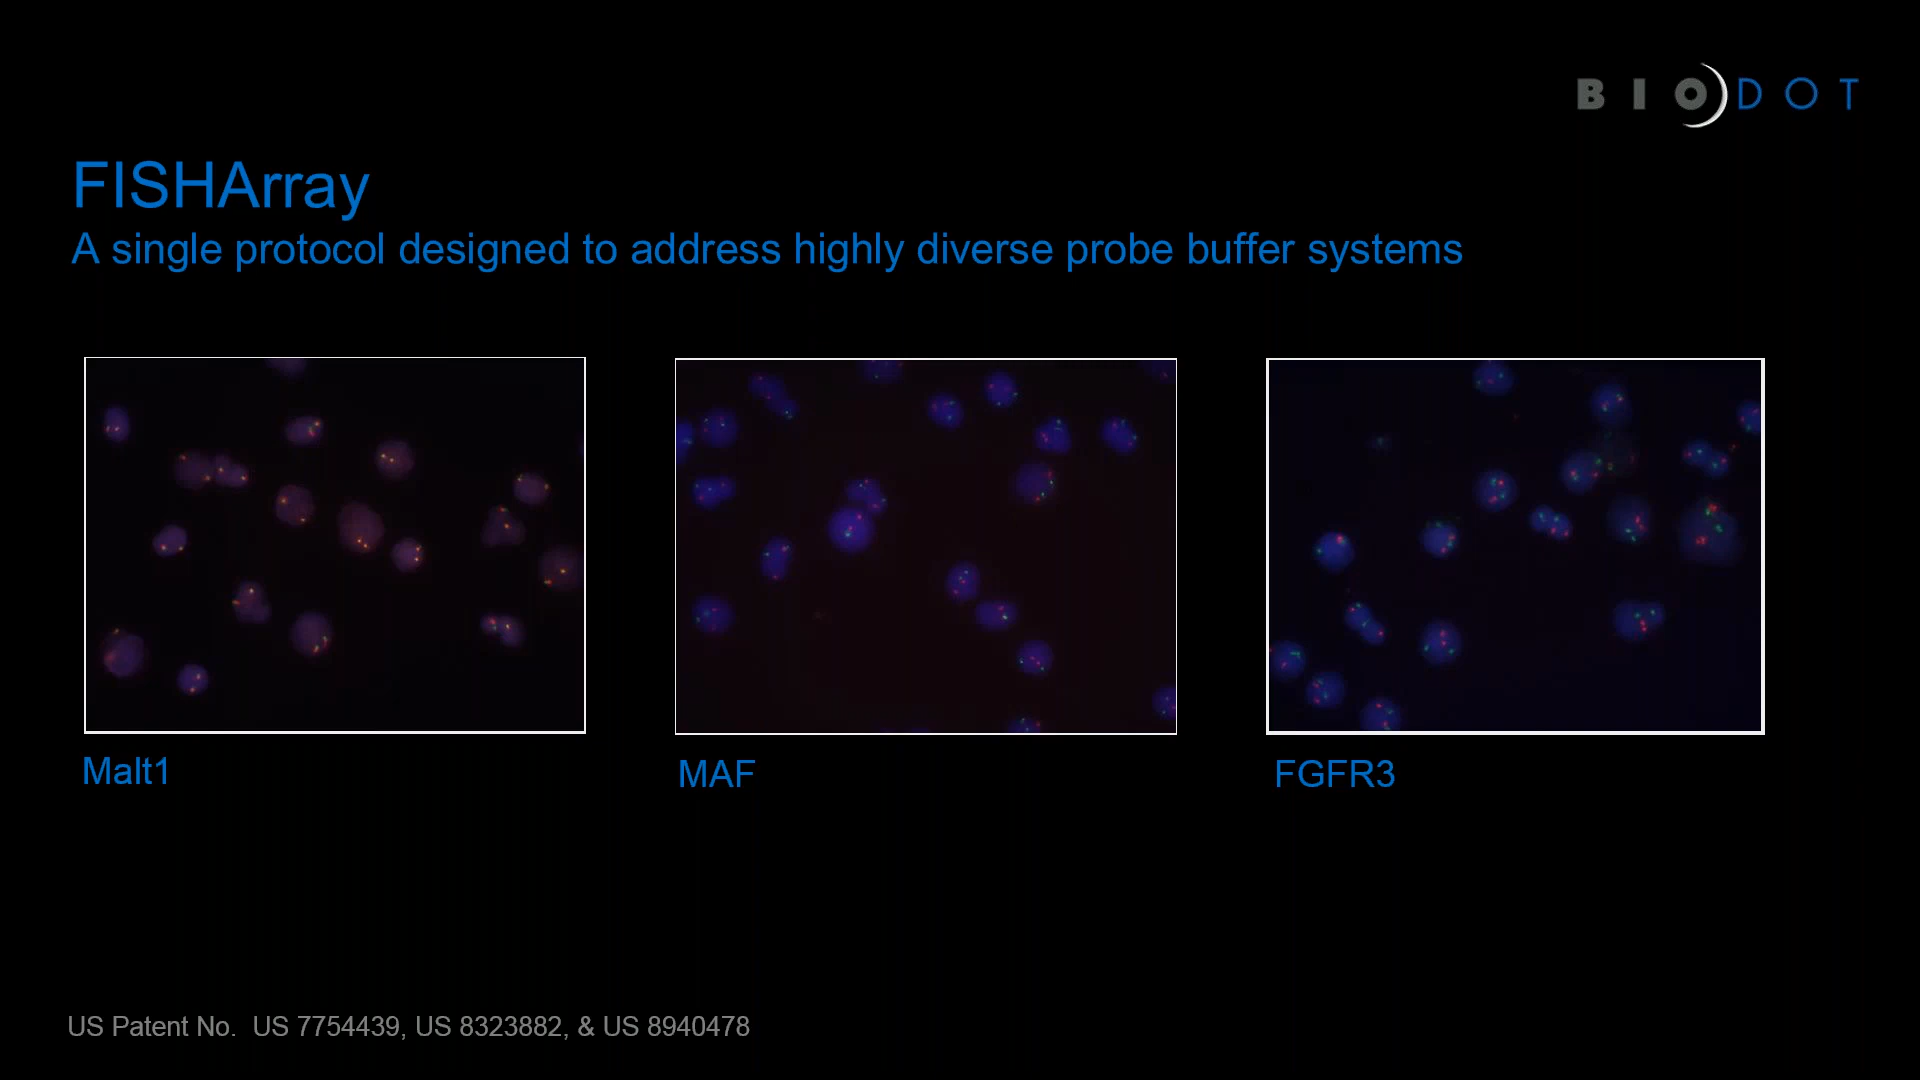 BIODOT
FISHArray
A single protocol designed to address highly diverse probe buffer systems
Malt1
MAF
FGFR3
US Patent No.  US 7754439, US 8323882, & US 8940478